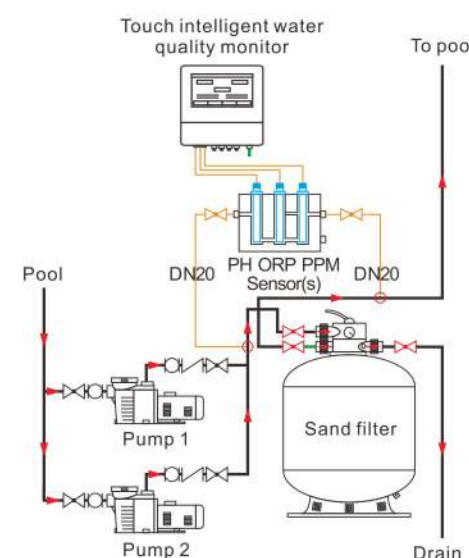 Touch intelligent water
quality monitor
To poo
PH ORP PPM
DN20
Sensor(s)
DN20
Pool
Pump 1
Sand filter
Pump 2
Drain